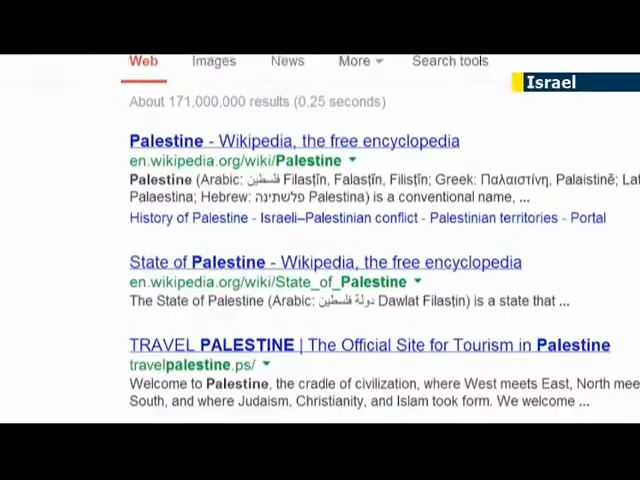 Web Images News More Search tools
Israel
About 171,000,000 results (0.25 seconds)
Palestine - Wikipedia, the free encyclopedia
en.wikipedia.org/wiki/Palestine
Palestine (Arabic: فلسطين Filasṭīn, Falasṭīn, Filisṭīn; Greek: Παλαιστίνη, Palaistinē; Lat
Palaestina; Hebrew: פלשתינה Palestina) is a conventional name, ...
History of Palestine - Israeli–Palestinian conflict - Palestinian territories - Portal
State of Palestine - Wikipedia, the free encyclopedia
en.wikipedia.org/wiki/State_of_Palestine
The State of Palestine (Arabic: دولة فلسطين Dawlat Filasṭin) is a state that ...
TRAVEL PALESTINE | The Official Site for Tourism in Palestine
travelpalestine.ps/
Welcome to Palestine, the cradle of civilization, where West meets East, North mee
South, and where Judaism, Christianity, and Islam took form. We welcome ...